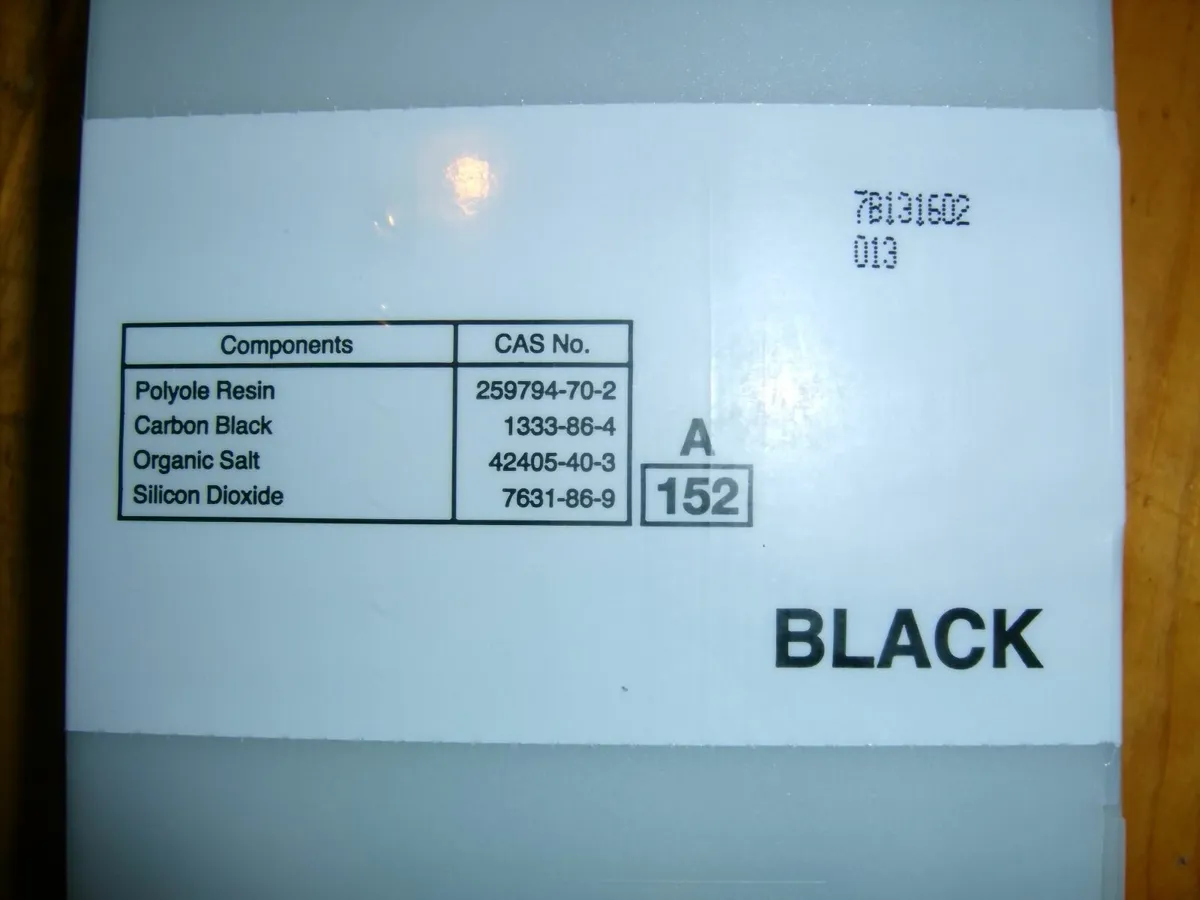 7B131602
013
Components CAS No.
Polyole Resin 259794-70-2
Carbon Black 1333-86-4
Organic Salt 42405-40-3
Silicon Dioxide 7631-86-9
A
152
BLACK